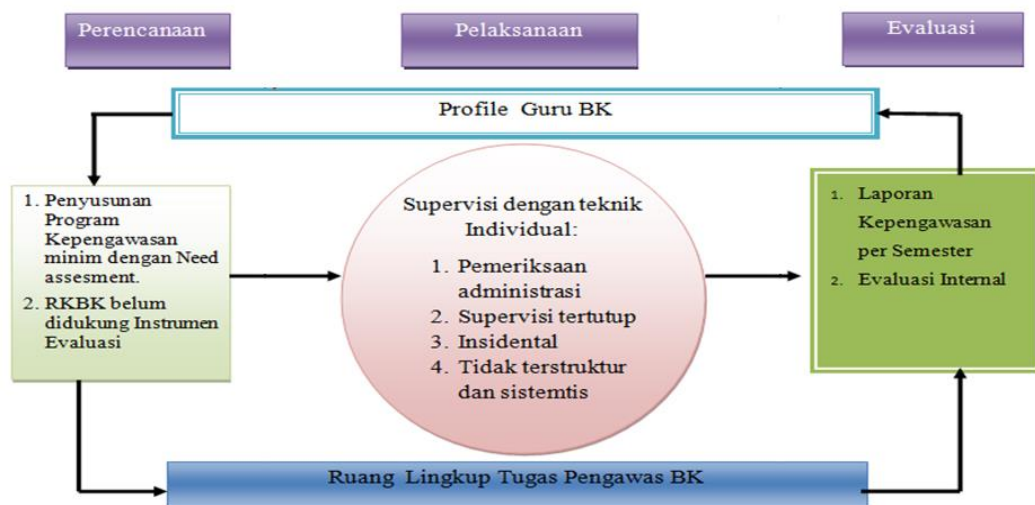 Perencanaan
Pelaksanaan
Evaluasi
Profile Guru BK
1. Penyusunan
Program
Kepengawasan
minim dengan Need
assesment.
2. RKBK belum
didukung Instrumen
Evaluasi
Supervisi dengan teknik
Individual:
1. Pemeriksaan
administrasi
2. Supervisi tertutup
3. Insidental
4. Tidak terstruktur
dan sistemtis
1. Laporan
Kepengawasan
per Semester
2. Evaluasi Internal
Ruang Lingkup Tugas Pengawas BK